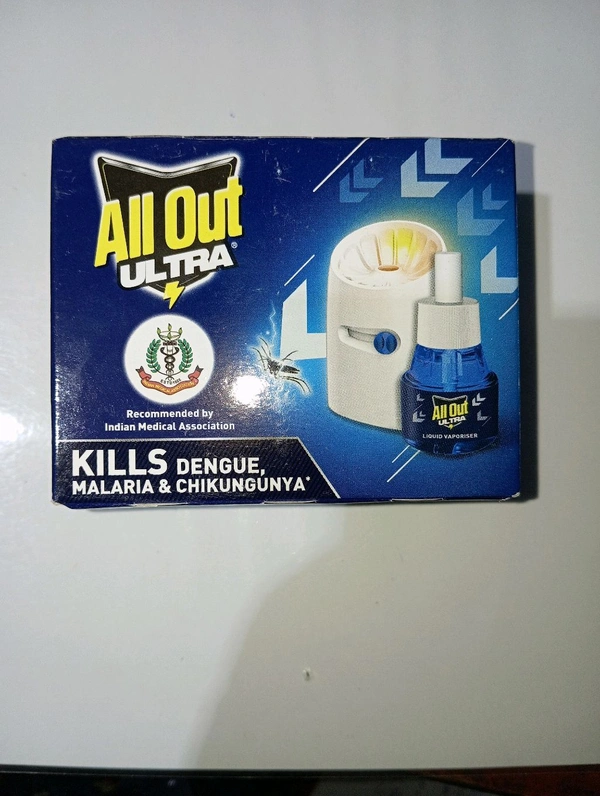 All Out®
ULTRA
Recommended by
Indian Medical Association
KILLS DENGUE,
MALARIA & CHIKUNGUNYA*
All Out
ULTRA
LIQUID VAPORISER